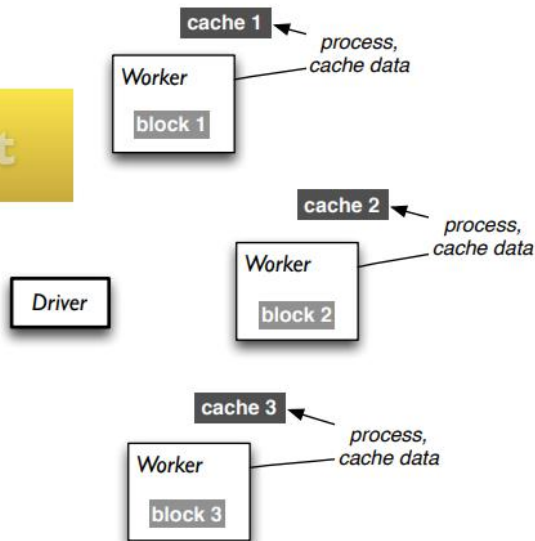 cache 1
process,
cache data
Worker
block 1
t
cache 2
process,
cache data
Worker
block 2
Driver
cache 3
process,
cache data
Worker
block 3